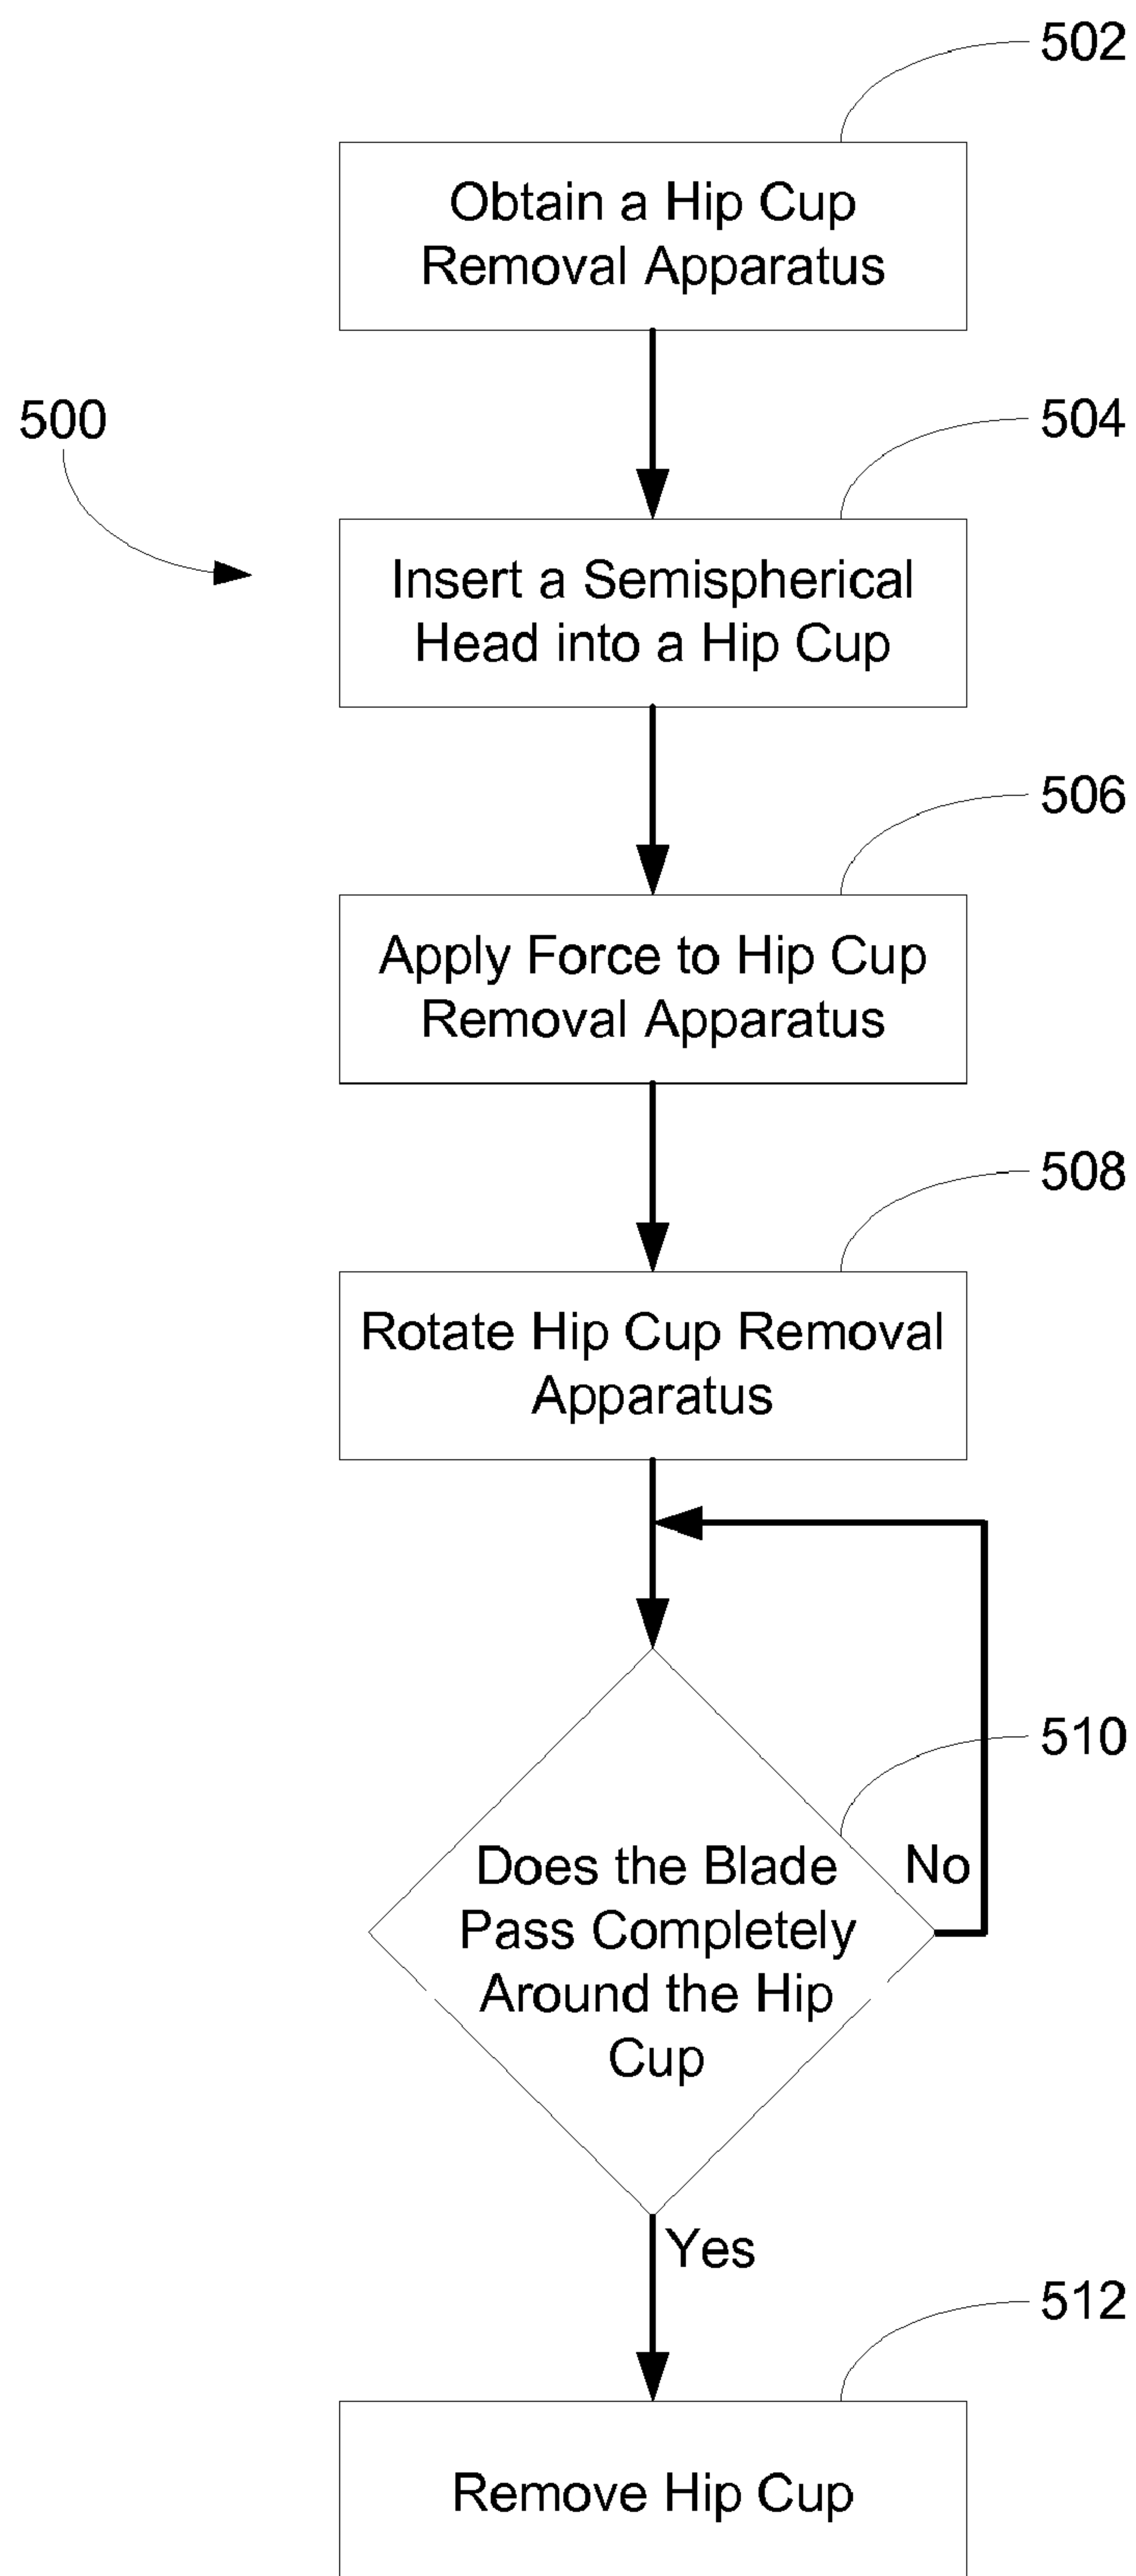 502
Obtain a Hip Cup
Removal Apparatus
500
504
Insert a Semispherical
Head into a Hip Cup
506
Apply Force to Hip Cup
Removal Apparatus
508
Rotate Hip Cup Removal
Apparatus
510
Does the Blade
No
Pass Completely
Around the Hip
Cup
Yes
512
Remove Hip Cup